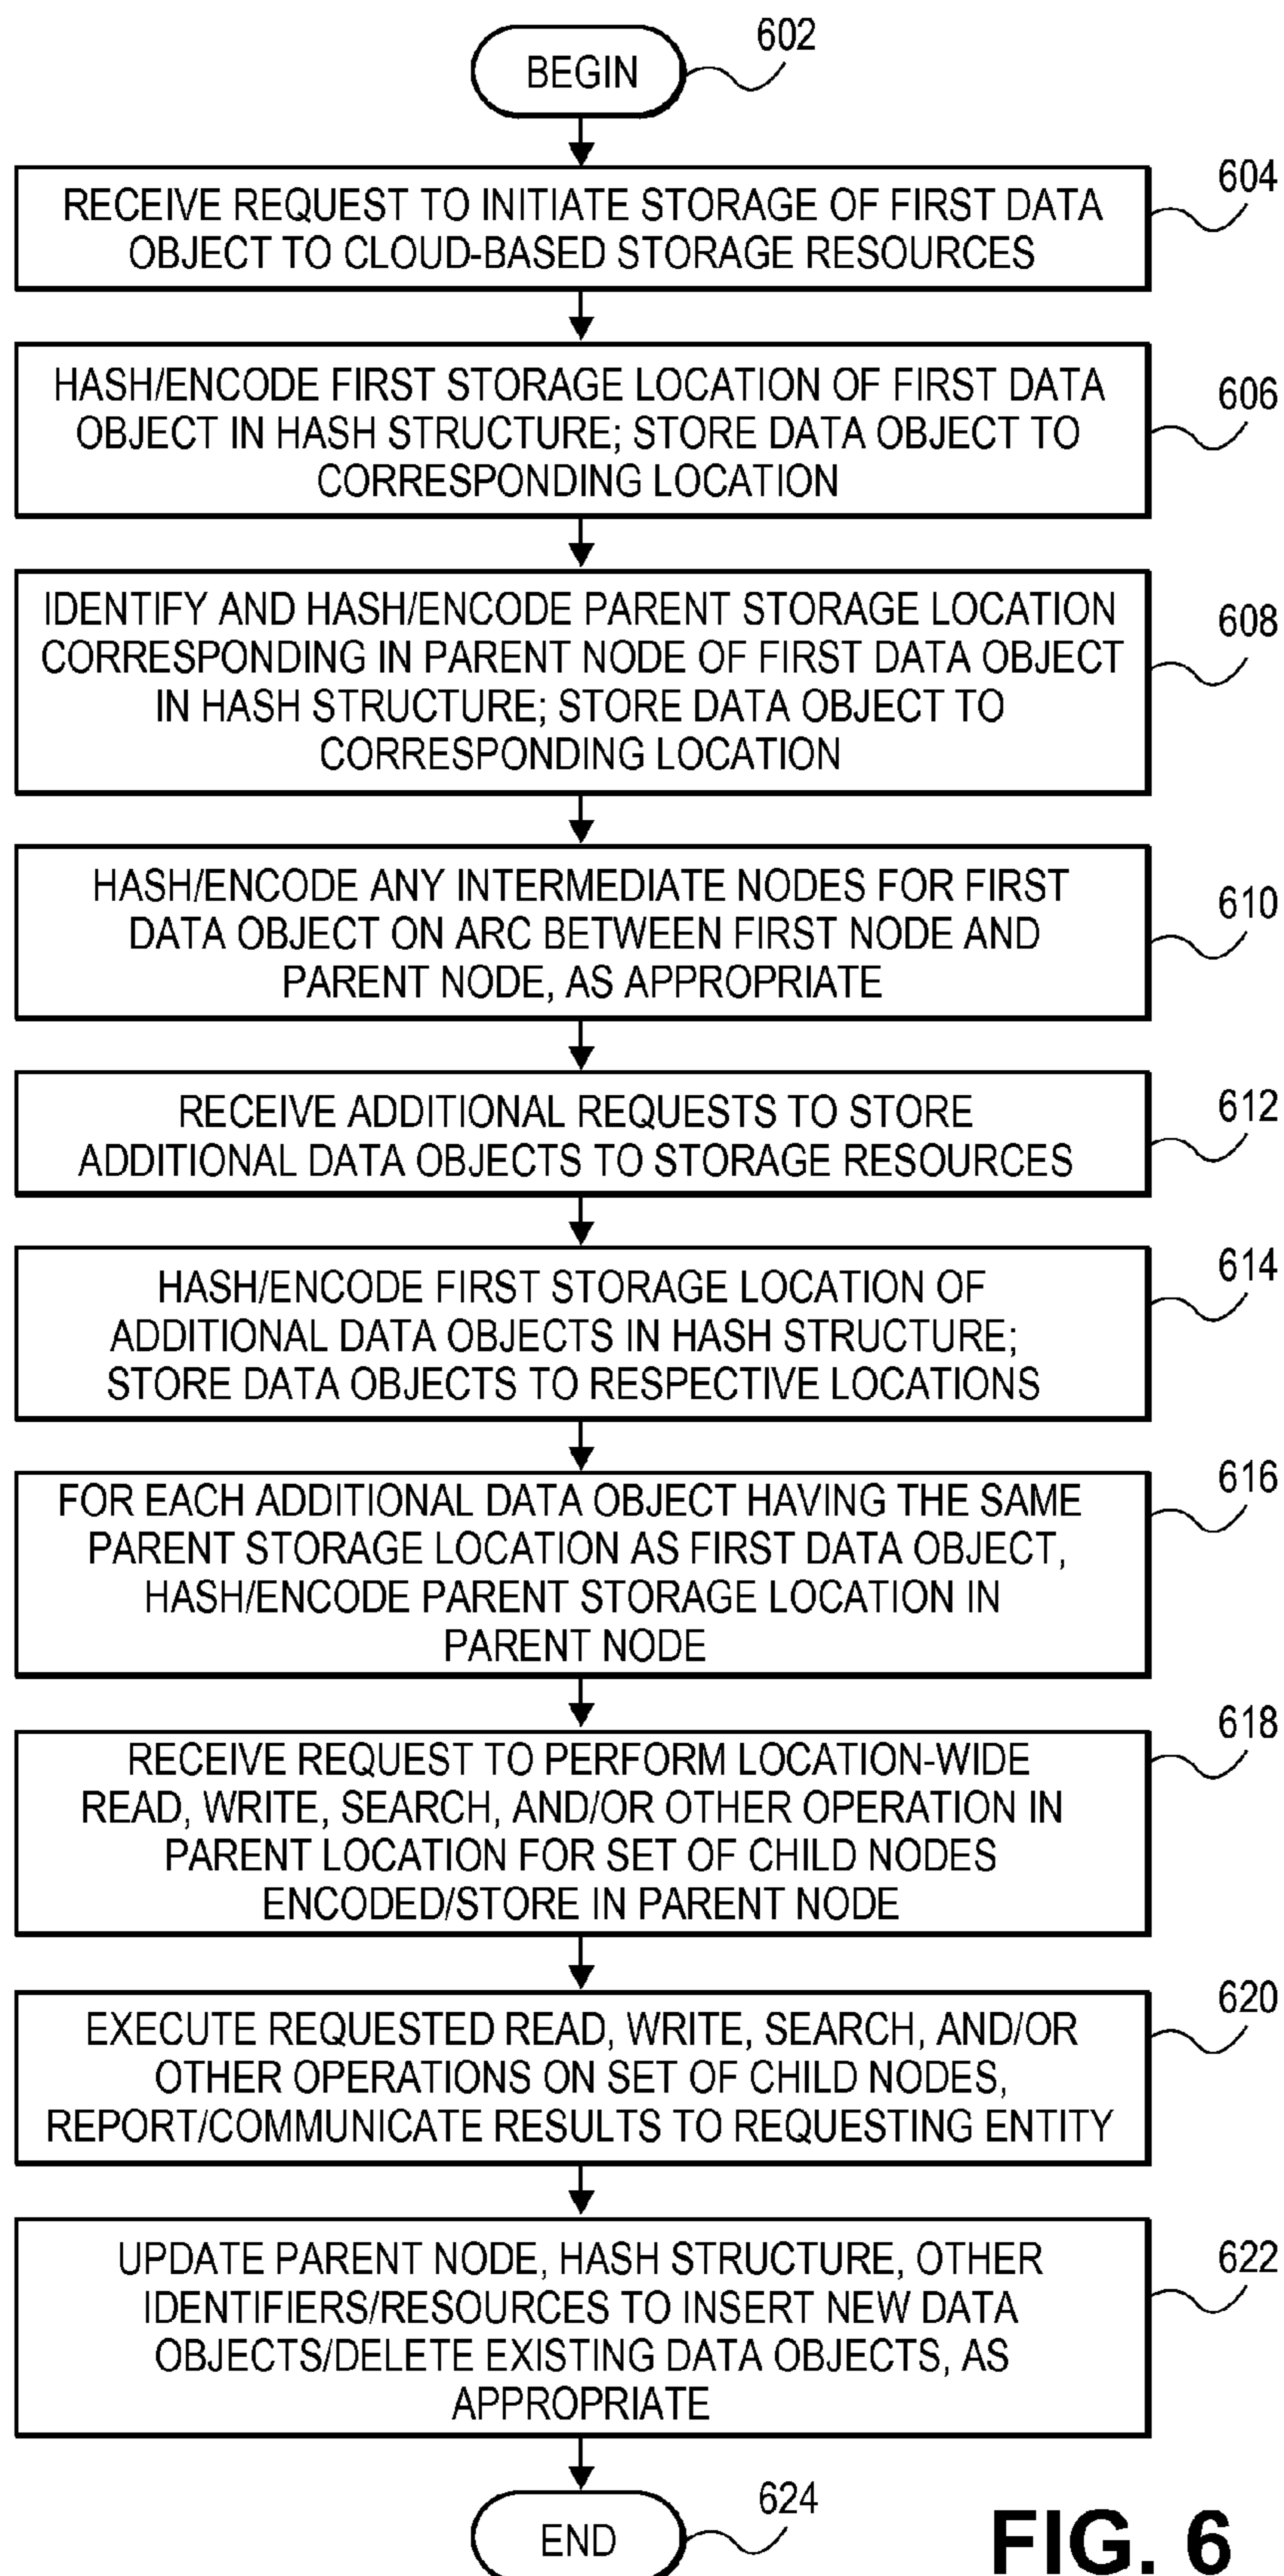 602
BEGIN
604
RECEIVE REQUEST TO INITIATE STORAGE OF FIRST DATA
OBJECT TO CLOUD-BASED STORAGE RESOURCES
606
HASH/ENCODE FIRST STORAGE LOCATION OF FIRST DATA
OBJECT IN HASH STRUCTURE; STORE DATA OBJECT TO
CORRESPONDING LOCATION
608
IDENTIFY AND HASH/ENCODE PARENT STORAGE LOCATION
CORRESPONDING IN PARENT NODE OF FIRST DATA OBJECT
IN HASH STRUCTURE; STORE DATA OBJECT TO
CORRESPONDING LOCATION
610
HASH/ENCODE ANY INTERMEDIATE NODES FOR FIRST
DATA OBJECT ON ARC BETWEEN FIRST NODE AND
PARENT NODE, AS APPROPRIATE
612
RECEIVE ADDITIONAL REQUESTS TO STORE
ADDITIONAL DATA OBJECTS TO STORAGE RESOURCES
614
HASH/ENCODE FIRST STORAGE LOCATION OF
ADDITIONAL DATA OBJECTS IN HASH STRUCTURE;
STORE DATA OBJECTS TO RESPECTIVE LOCATIONS
616
FOR EACH ADDITIONAL DATA OBJECT HAVING THE SAME
PARENT STORAGE LOCATION AS FIRST DATA OBJECT,
HASH/ENCODE PARENT STORAGE LOCATION IN
PARENT NODE
618
RECEIVE REQUEST TO PERFORM LOCATION-WIDE
READ, WRITE, SEARCH, AND/OR OTHER OPERATION IN
PARENT LOCATION FOR SET OF CHILD NODES
ENCODED/STORE IN PARENT NODE
620
EXECUTE REQUESTED READ, WRITE, SEARCH, AND/OR
OTHER OPERATIONS ON SET OF CHILD NODES,
REPORT/COMMUNICATE RESULTS TO REQUESTING ENTITY
622
UPDATE PARENT NODE, HASH STRUCTURE, OTHER
IDENTIFIERS/RESOURCES TO INSERT NEW DATA
OBJECTS/DELETE EXISTING DATA OBJECTS, AS
APPROPRIATE
624
END
FIG. 6